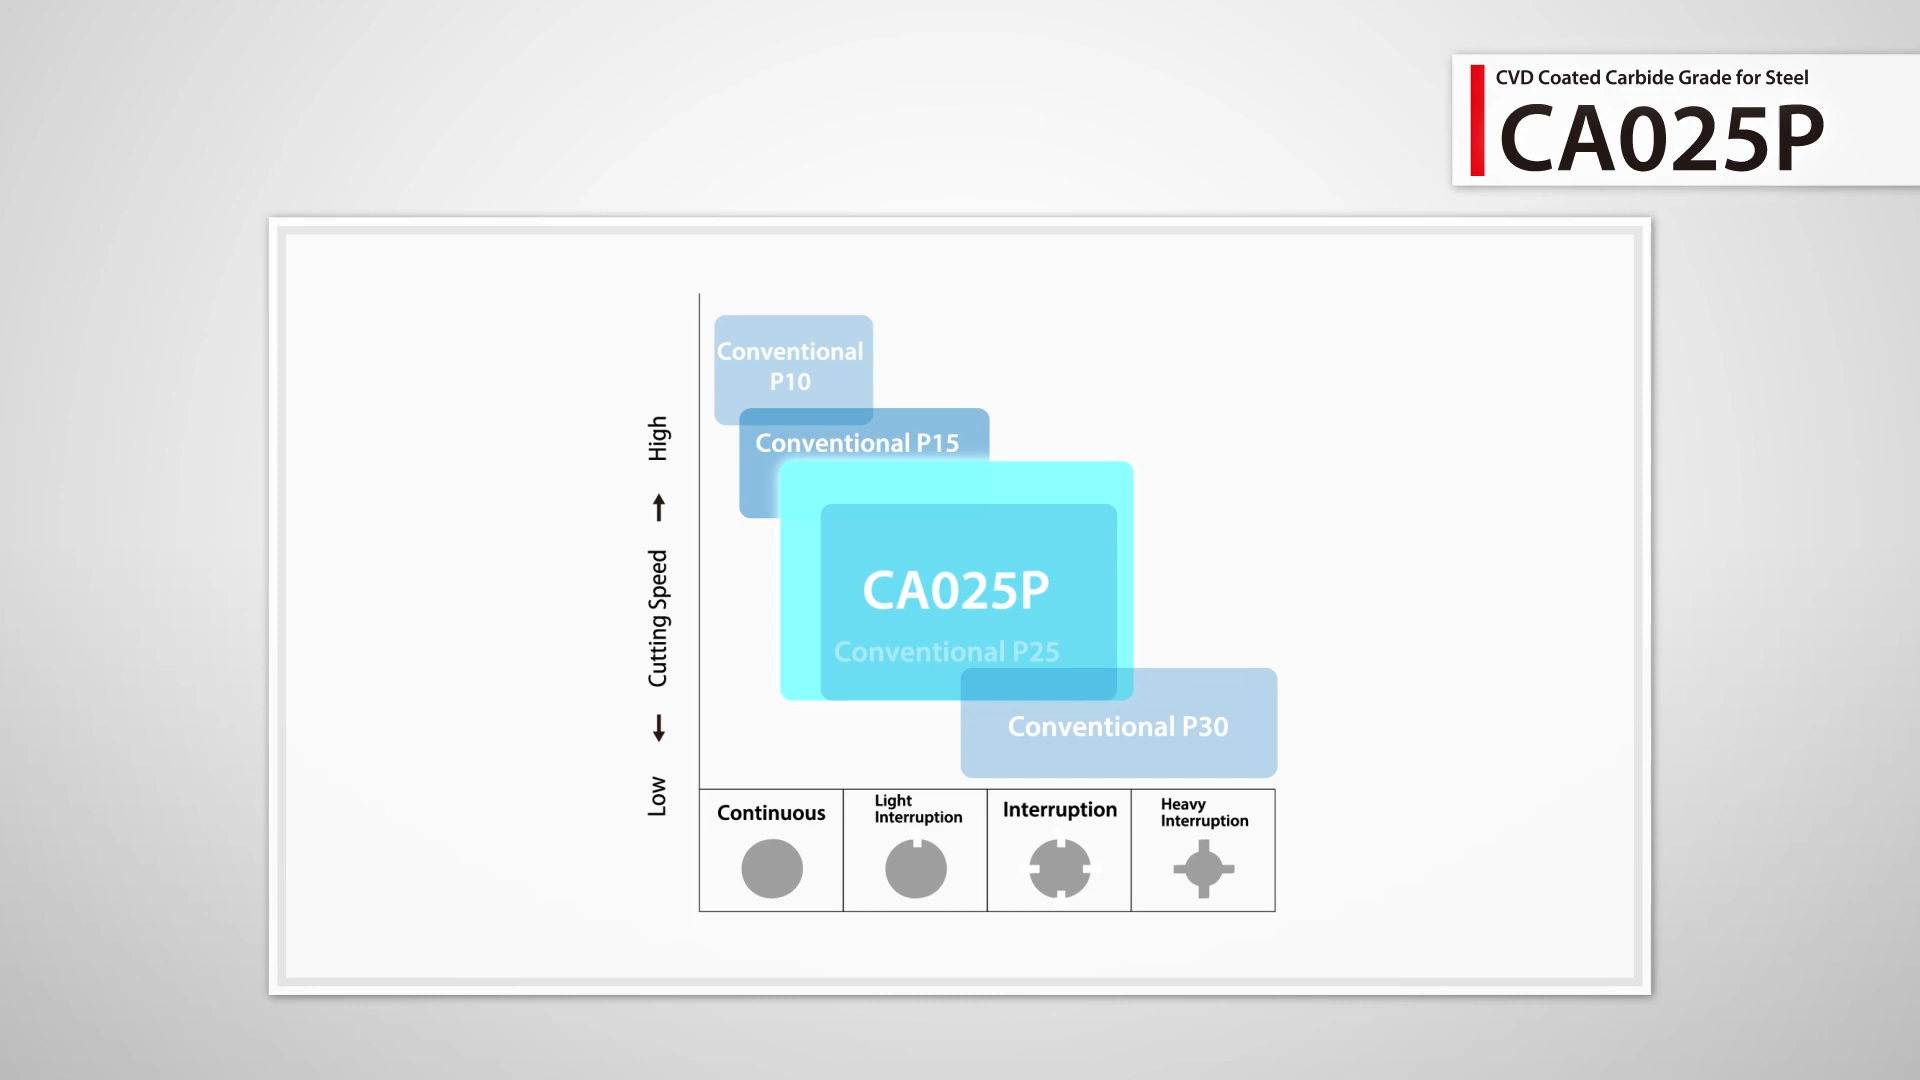 CVD Coated Carbide Grade for Steel
CA025P
Conventional
P10
Conventional P15
CA025P
Conventional P25
Conventional P30
Low ← Cutting Speed → High
Continuous
Light
Interruption
Interruption
Heavy
Interruption